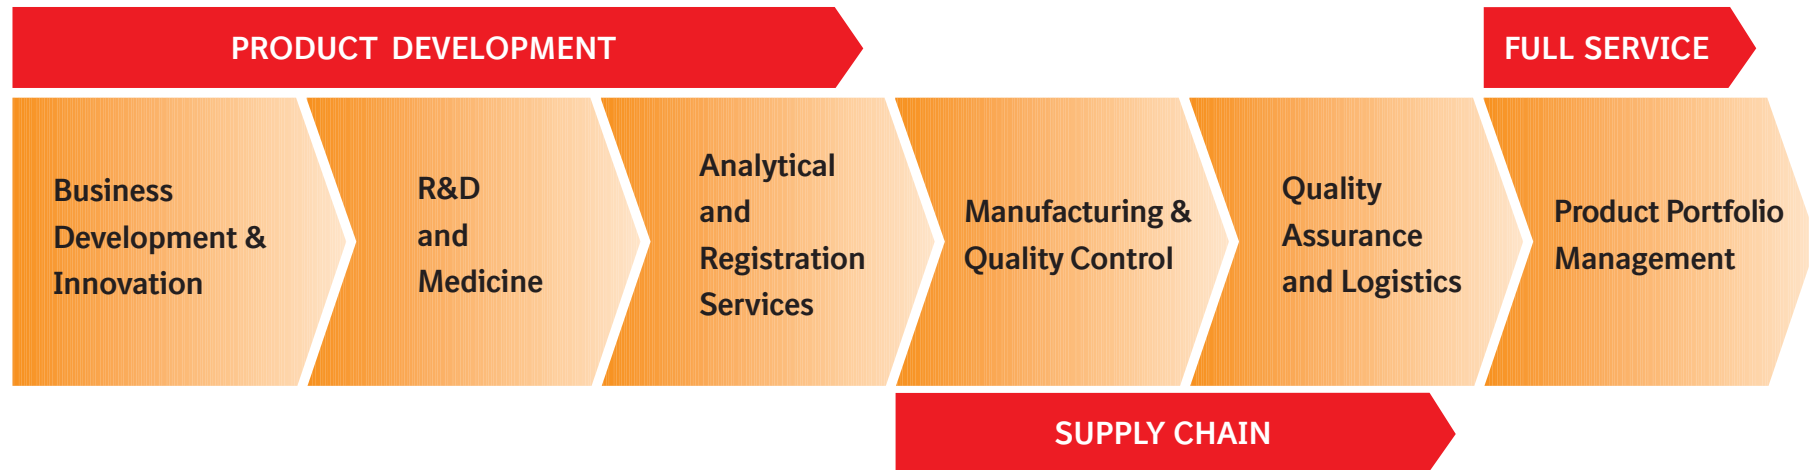 PRODUCT DEVELOPMENT
FULL SERVICE
Business
Development &
Innovation
R&D
and
Medicine
Analytical
and
Registration
Services
Manufacturing &
Quality Control
Quality
Assurance
and Logistics
Product Portfolio
Management
SUPPLY CHAIN